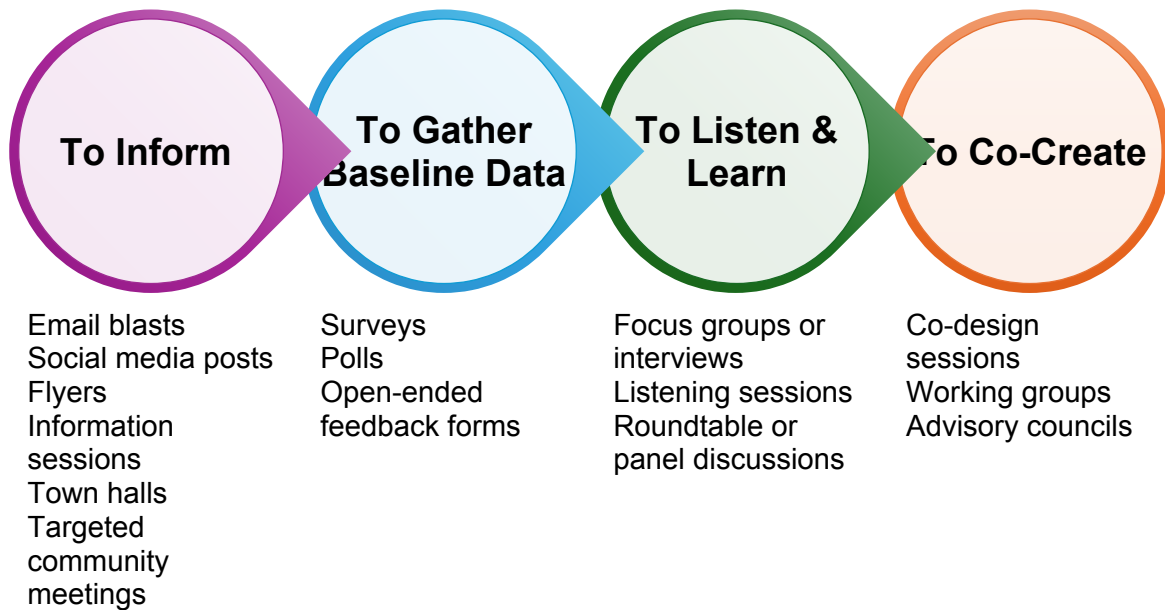 To Inform
Email blasts
Social media posts
Flyers
Information
sessions
Town halls
Targeted
community
meetings
To Gather
Baseline Data
Surveys
Polls
Open-ended
feedback forms
To Listen &
Learn
Focus groups or
interviews
Listening sessions
Roundtable or
panel discussions
To Co-Create
Co-design
sessions
Working groups
Advisory councils